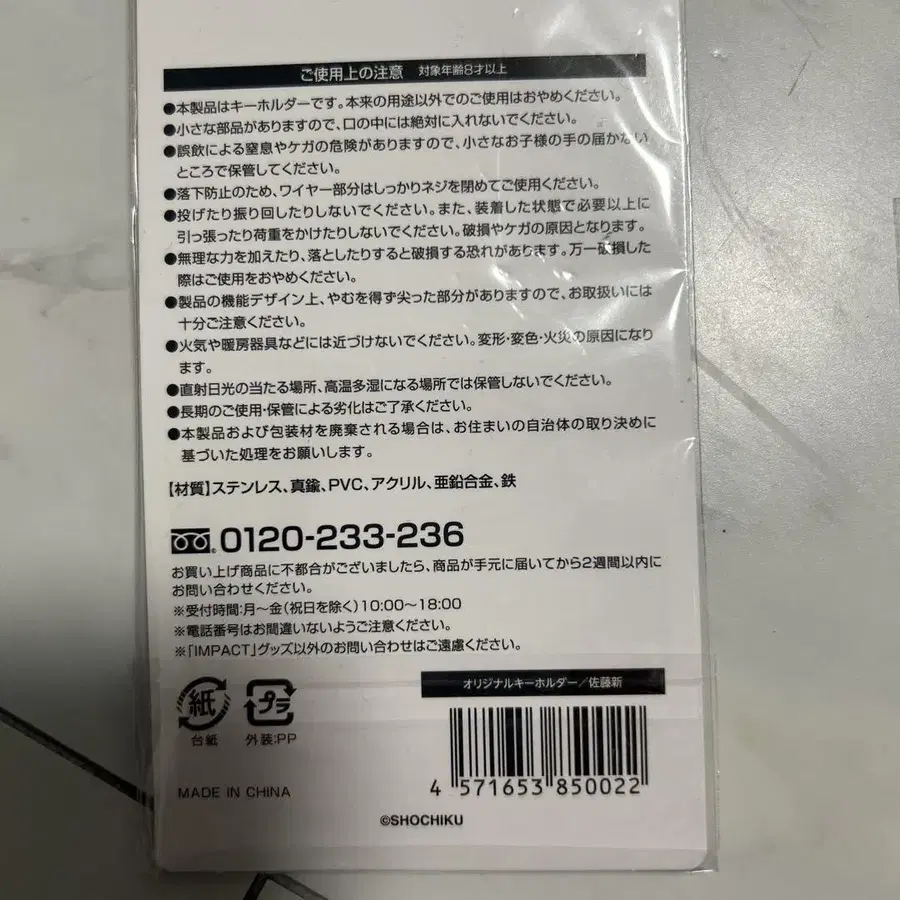 ご使用上の注意 対象年齢8才以上
●本製品はキーホルダーです。本来の用途以外でのご使用はおやめください。
●小さな部品がありますので、口の中には絶対に入れないでください。
●誤飲による窒息やケガの危険がありますので、小さなお子様の手の届かない
ところで保管してください。
●落下防止のため、ワイヤー部分はしっかりネジを閉めてご使用ください。
●投げたり振り回したりしないでください。また、装着した状態で必要以上に
引っ張ったり荷重をかけたりしないでください。破損やケガの原因となります。
●無理な力を加えたり、落としたりすると破損する恐れがあります。万一破損した
際はご使用をおやめください。
●製品の機能デザイン上、やむを得ず尖った部分がありますので、お取扱いには
十分ご注意ください。
●火気や暖房器具などには近づけないでください。変形・変色・火災の原因になり
ます。
●直射日光の当たる場所、高温多湿になる場所では保管しないでください。
●長期のご使用・保管による劣化はご了承ください。
●本製品および包装材を廃棄される場合は、お住まいの自治体の取り決めに
基づいた処理をお願いします。
【材質】ステンレス、真鍮、PVC、アクリル、亜鉛合金、鉄
0120-233-236
お買い上げ商品に不都合がございましたら、商品が手元に届いてから2週間以内に
お問い合わせください。
※受付時間:月〜金(祝日を除く)10:00〜18:00
※電話番号はお間違いないようご注意ください。
※「IMPACT」グッズ以外のお問い合わせはご遠慮ください。
オリジナルキーホルダー/佐藤新
紙 プラ
台紙 外装:PP
4 571653 850022
MADE IN CHINA
©SHOCHIKU